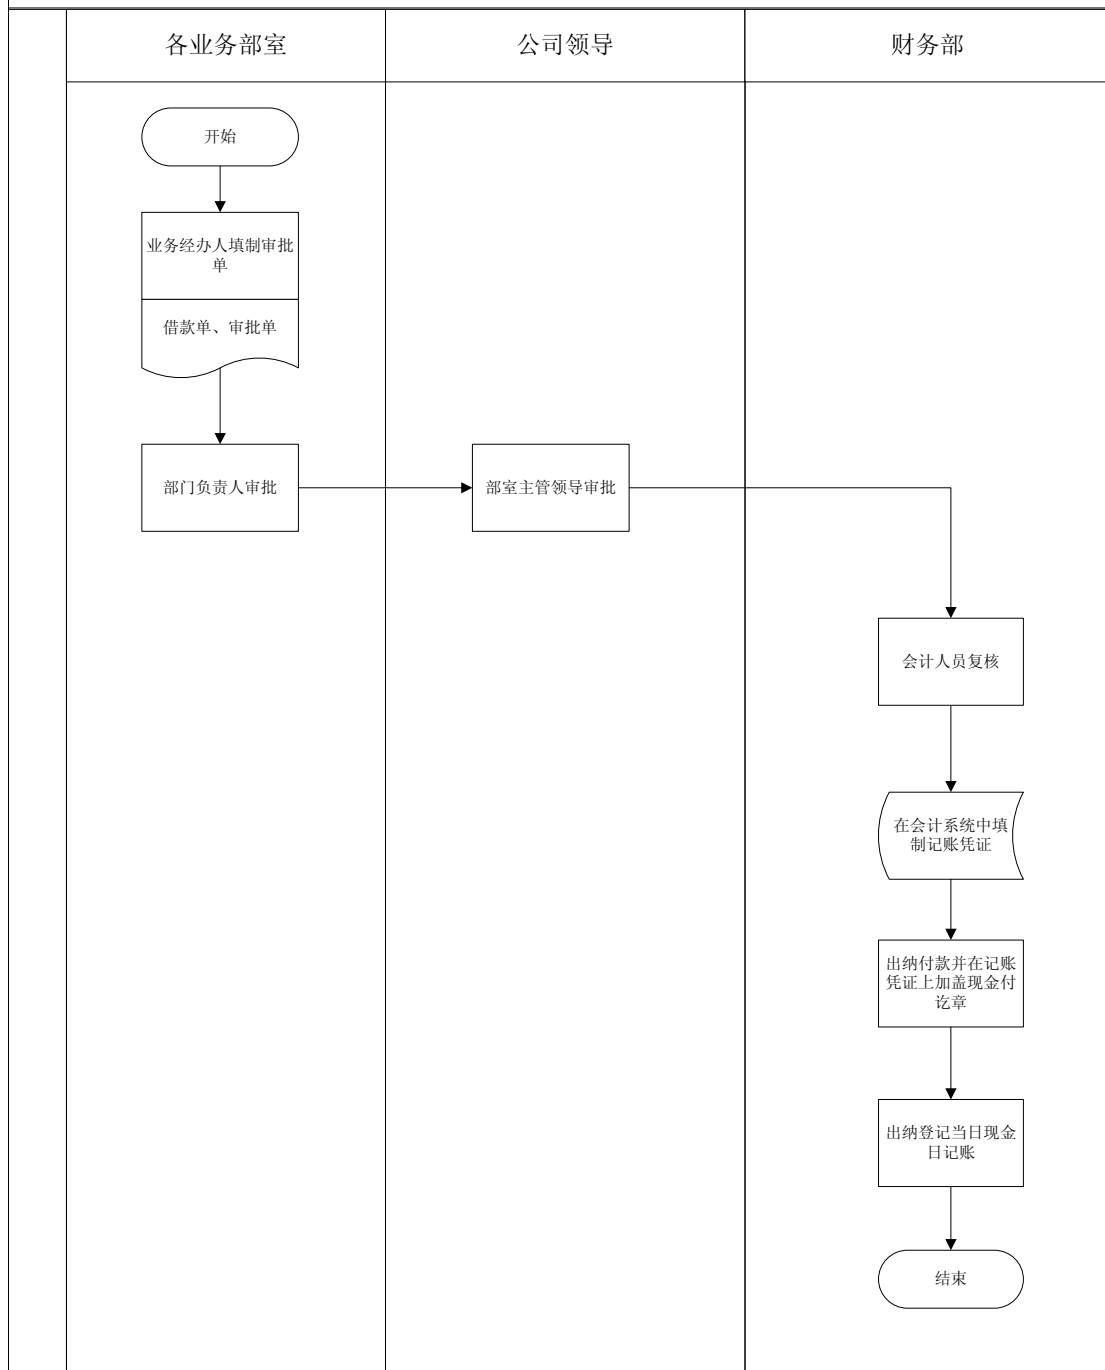 各业务部室
公司领导
财务部
开始
业务经办人填制审批
单
借款单、审批单
部门负责人审批
部室主管领导审批
会计人员复核
在会计系统中填
制记账凭证
出纳付款并在记账
凭证上加盖现金付
讫章
出纳登记当日现金
日记账
结束